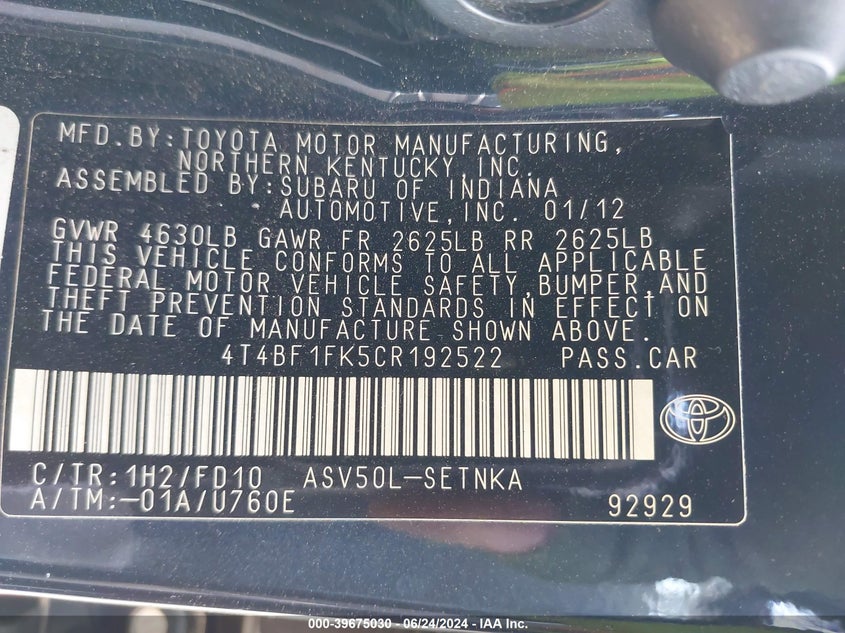 MFD.BY:TOYOTA MOTOR MANUFACTURING,
NORTHERN KENTUCKY,INC.
ASSEMBLED BY:SUBARU OF INDIANA
AUTOMOTIVE,INC. 01/12
GVWR 4630LB GAWR FR 2625LB RR 2625LB
THIS VEHICLE CONFORMS TO ALL APPLICABLE
FEDERAL MOTOR VEHICLE SAFETY,BUMPER,AND
THEFT PREVENTION STANDARDS IN EFFECT ON
THE DATE OF MANUFACTURE SHOWN ABOVE.
4T4BF1FK5CR192522 PASS.CAR
C/TR:1H2/FD10 ASV50L-SETNKA
A/TM:-01A/U760E 92929
000-39675030 - 06/24/2024 - IAA Inc.